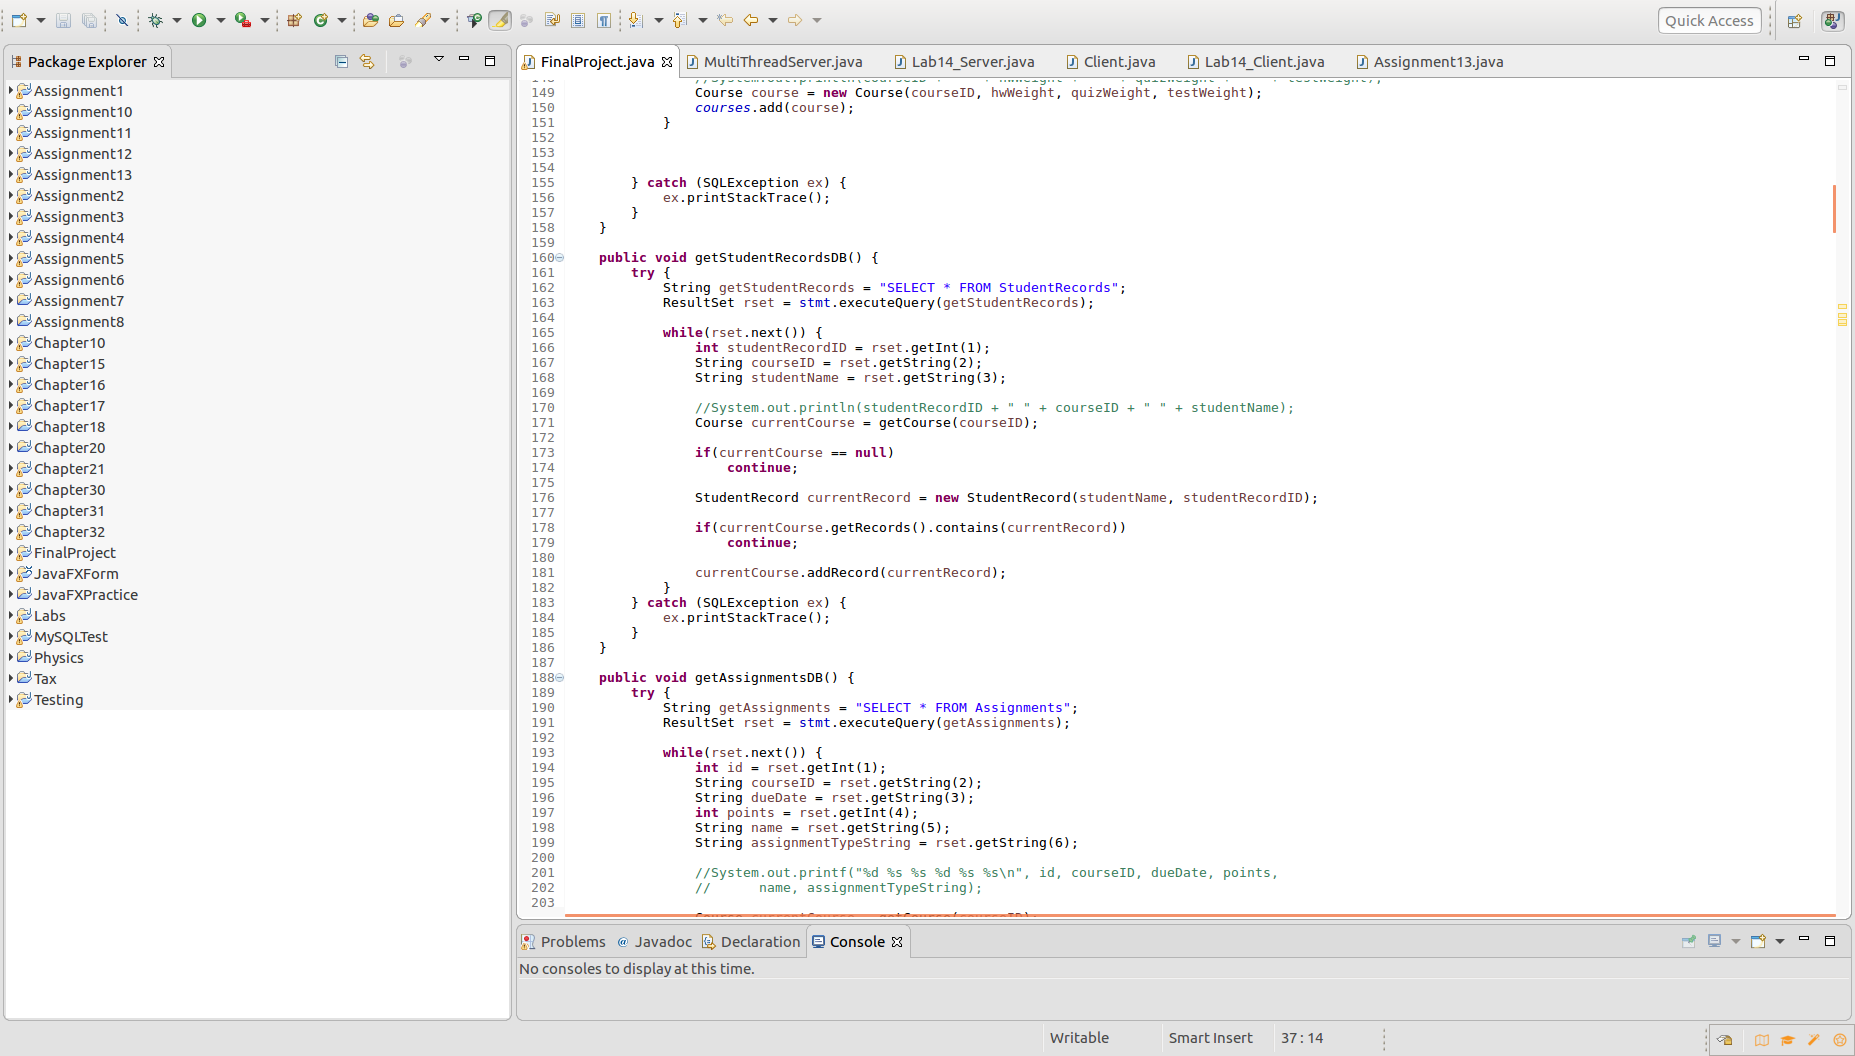 Quick Access
Package Explorer
Assignment1
Assignment10
Assignment11
Assignment12
Assignment13
Assignment2
Assignment3
Assignment4
Assignment5
Assignment6
Assignment7
Assignment8
Chapter10
Chapter15
Chapter16
Chapter17
Chapter18
Chapter20
Chapter21
Chapter30
Chapter31
Chapter32
FinalProject
JavaFXForm
JavaFXPractice
Labs
MySQLTest
Physics
Tax
Testing
FinalProject.java MultiThreadServer.java Lab14_Server.java Client.java Lab14_Client.java Assignment13.java
149 Course course = new Course(courseID, hwWeight, quizWeight, testWeight);
150 courses.add(course);
151 }
152
153
154
155 } catch (SQLException ex) {
156 ex.printStackTrace();
157 }
158 }
159
160 public void getStudentRecordsDB() {
161 try {
162 String getStudentRecords = "SELECT * FROM StudentRecords";
163 ResultSet rset = stmt.executeQuery(getStudentRecords);
164
165 while(rset.next()) {
166 int studentRecordID = rset.getInt(1);
167 String courseID = rset.getString(2);
168 String studentName = rset.getString(3);
169
170 //System.out.println(studentRecordID + " " + courseID + " " + studentName);
171 Course currentCourse = getCourse(courseID);
172
173 if(currentCourse == null)
174 continue;
175
176 StudentRecord currentRecord = new StudentRecord(studentName, studentRecordID);
177
178 if(currentCourse.getRecords().contains(currentRecord))
179 continue;
180
181 currentCourse.addRecord(currentRecord);
182 }
183 } catch (SQLException ex) {
184 ex.printStackTrace();
185 }
186 }
187
188 public void getAssignmentsDB() {
189 try {
190 String getAssignments = "SELECT * FROM Assignments";
191 ResultSet rset = stmt.executeQuery(getAssignments);
192
193 while(rset.next()) {
194 int id = rset.getInt(1);
195 String courseID = rset.getString(2);
196 String dueDate = rset.getString(3);
197 int points = rset.getInt(4);
198 String name = rset.getString(5);
199 String assignmentTypeString = rset.getString(6);
200
201 //System.out.printf("%d %s %s %d %s %s\n", id, courseID, dueDate, points,
202 // name, assignmentTypeString);
203
Problems Javadoc Declaration Console
No consoles to display at this time.
Writable Smart Insert 37 : 14